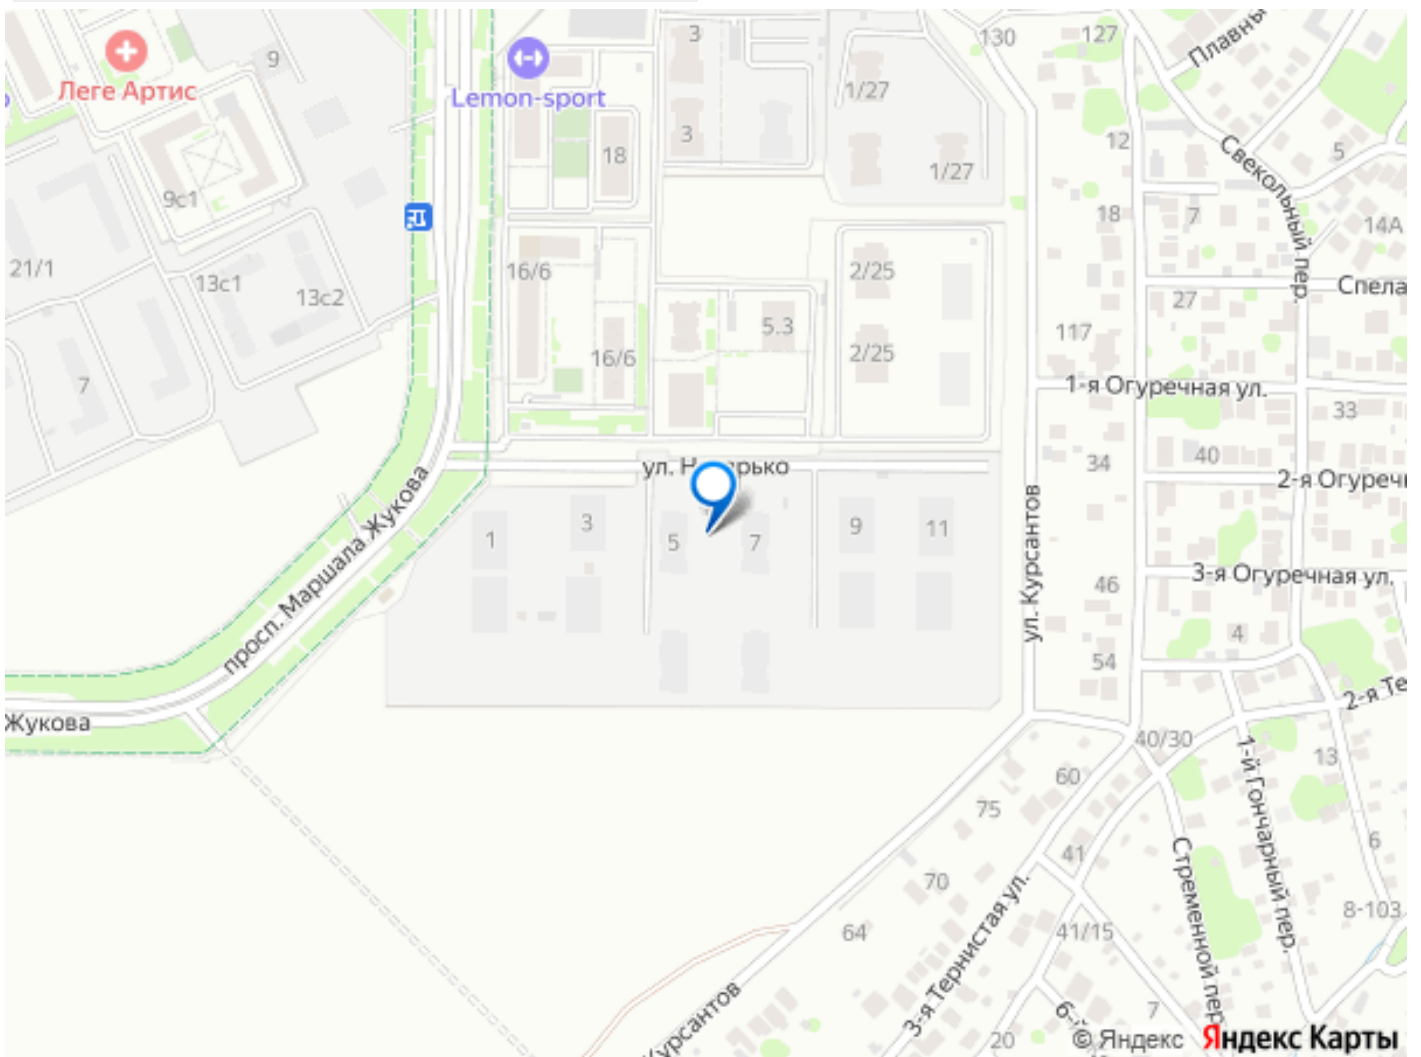 130
127
Плавны
3
9
Леге Артис
Lemon-sport
1/27
3
18
12
1/27
Свекольный пер.
5
9с1
18
7
14А
21/1
13с1
13с2
16/6
2/25
27
Спела
5.3
117
16/6
2/25
7
1-я Огуречная ул.
33
40
34
2-я Огуреч
просп. Маршала Жукова
ул. Курсантов
1
3
5
7
9
11
3-я Огуречная ул.
46
4
54
2-я Те
Жукова
40/30
13
1-й Гончарный пер.
60
75
6
41
Стременной пер
70
8-103
64
41/15
3-я Тернистая ул.
7
20
Курсантов
© Яндекс Яндекс Карты